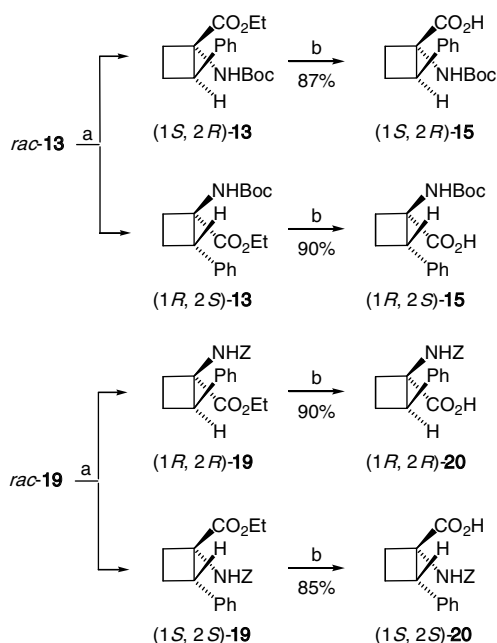 CO2Et
Ph
NHBoc
H
(1S, 2R)-13
b
87%
CO2H
Ph
NHBoc
H
(1S, 2R)-15
rac-13
a
NHBoc
H
CO2Et
Ph
(1R, 2S)-13
b
90%
NHBoc
H
CO2H
Ph
(1R, 2S)-15
NHZ
Ph
CO2Et
H
(1R, 2R)-19
b
90%
NHZ
Ph
CO2H
H
(1R, 2R)-20
rac-19
a
CO2Et
H
NHZ
Ph
(1S, 2S)-19
b
85%
CO2H
H
NHZ
Ph
(1S, 2S)-20